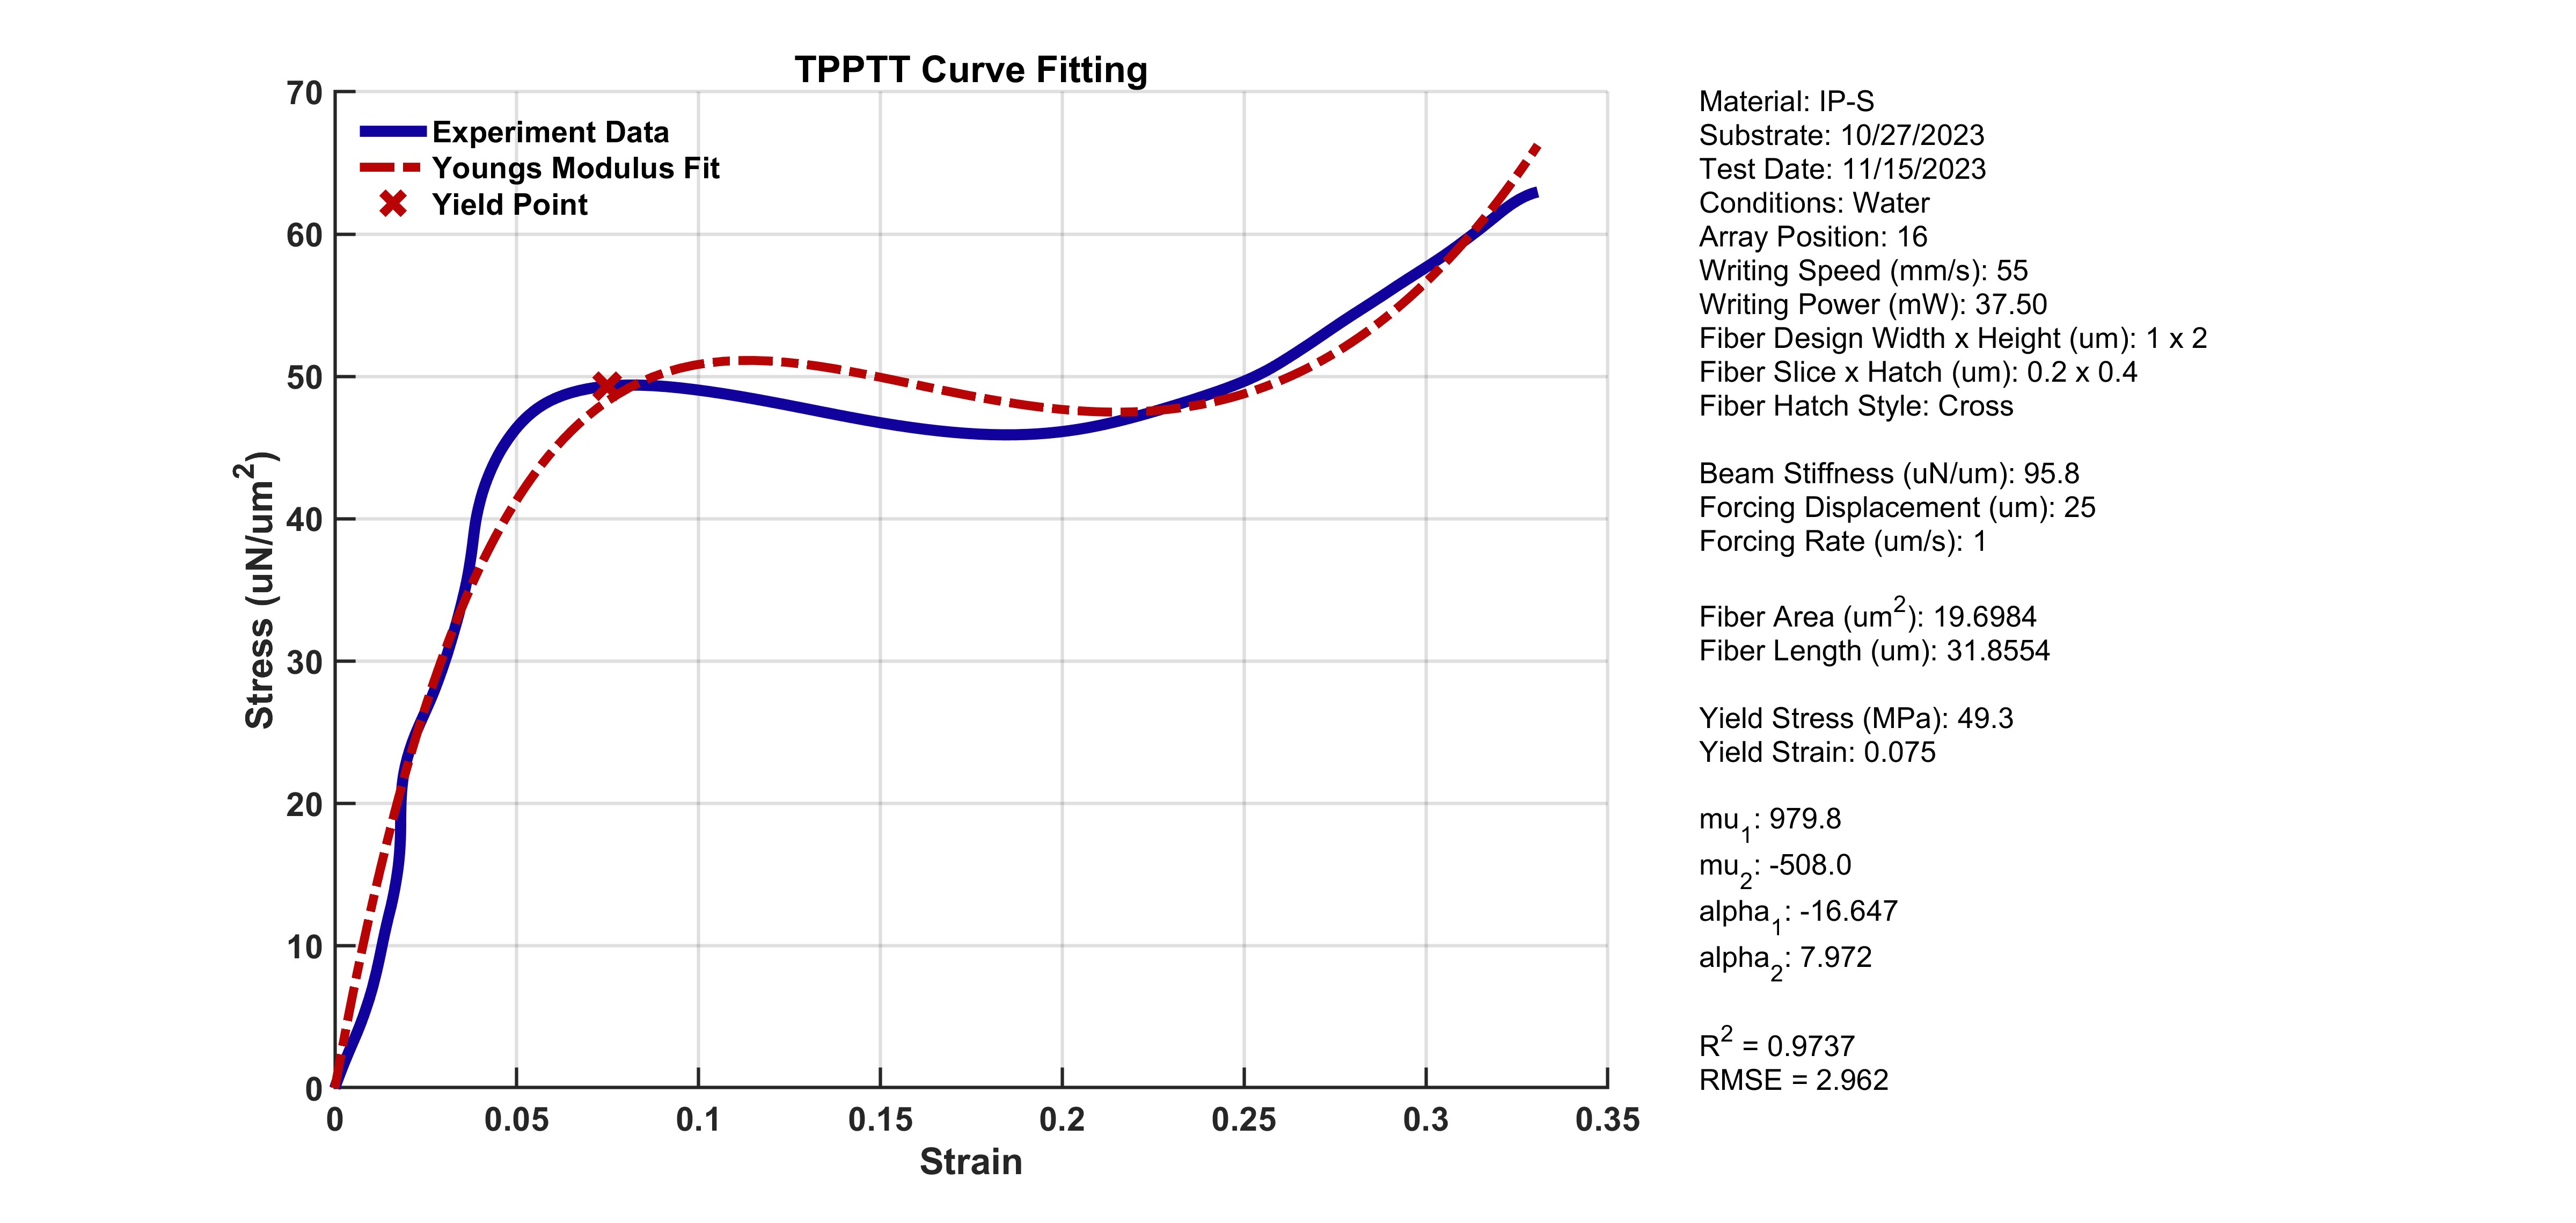 TPPTT Curve Fitting
70
60
50
40
30
20
10
0
Stress (uN/um²)
Experiment Data
Youngs Modulus Fit
Yield Point
0 0.05 0.1 0.15 0.2 0.25 0.3 0.35
Strain
Material: IP-S
Substrate: 10/27/2023
Test Date: 11/15/2023
Conditions: Water
Array Position: 16
Writing Speed (mm/s): 55
Writing Power (mW): 37.50
Fiber Design Width x Height (um): 1 x 2
Fiber Slice x Hatch (um): 0.2 x 0.4
Fiber Hatch Style: Cross
Beam Stiffness (uN/um): 95.8
Forcing Displacement (um): 25
Forcing Rate (um/s): 1
Fiber Area (um²): 19.6984
Fiber Length (um): 31.8554
Yield Stress (MPa): 49.3
Yield Strain: 0.075
mu₁: 979.8
mu₂: -508.0
alpha₁: -16.647
alpha₂: 7.972
R² = 0.9737
RMSE = 2.962